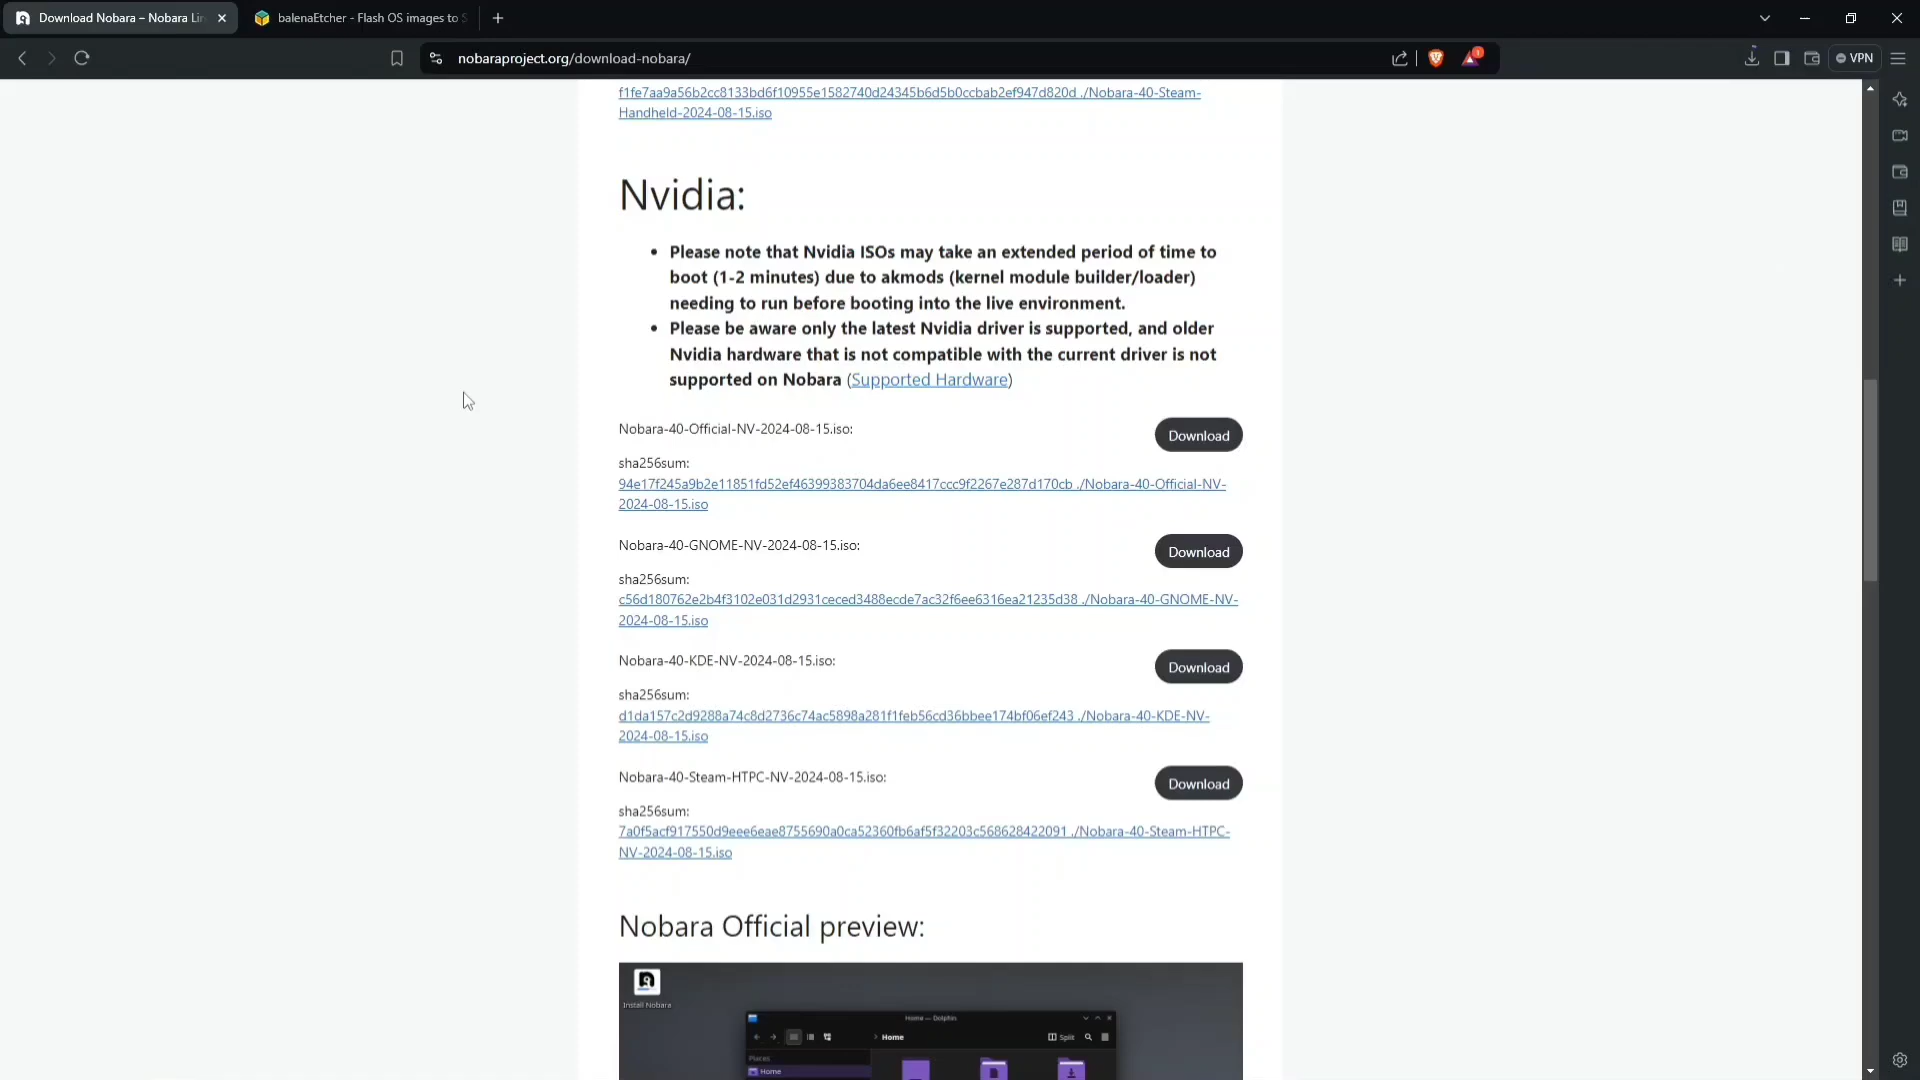 Download Nobara – Nobara Lin
balenaEtcher - Flash OS images to S
nobaraproject.org/download-nobara/
1
VPN
f1fe7aa9a56b2cc8133bd6f10955e1582740d24345b6d5b0ccbab2ef947d820d ./Nobara-40-Steam-
Handheld-2024-08-15.iso
Nvidia:
• Please note that Nvidia ISOs may take an extended period of time to
boot (1-2 minutes) due to akmods (kernel module builder/loader)
needing to run before booting into the live environment.
• Please be aware only the latest Nvidia driver is supported, and older
Nvidia hardware that is not compatible with the current driver is not
supported on Nobara (Supported Hardware)
Nobara-40-Official-NV-2024-08-15.iso:
Download
sha256sum:
94e17f245a9b2e11851fd52ef46399383704da6ee8417ccc9f2267e287d170cb ./Nobara-40-Official-NV-
2024-08-15.iso
Nobara-40-GNOME-NV-2024-08-15.iso:
Download
sha256sum:
c56d180762e2b4f3102e031d2931ceced3488ecde7ac32f6ee6316ea21235d38 ./Nobara-40-GNOME-NV-
2024-08-15.iso
Nobara-40-KDE-NV-2024-08-15.iso:
Download
sha256sum:
d1da157c2d9288a74c8d2736c74ac5898a281f1feb56cd36bbee174bf06ef243 ./Nobara-40-KDE-NV-
2024-08-15.iso
Nobara-40-Steam-HTPC-NV-2024-08-15.iso:
Download
sha256sum:
7a0f5acf917550d9eee6eae8755690a0ca52360fb6af5f32203c568628422091 ./Nobara-40-Steam-HTPC-
NV-2024-08-15.iso
Nobara Official preview:
Install Nobara
Home — Dolphin
Home
Split
Places
Home